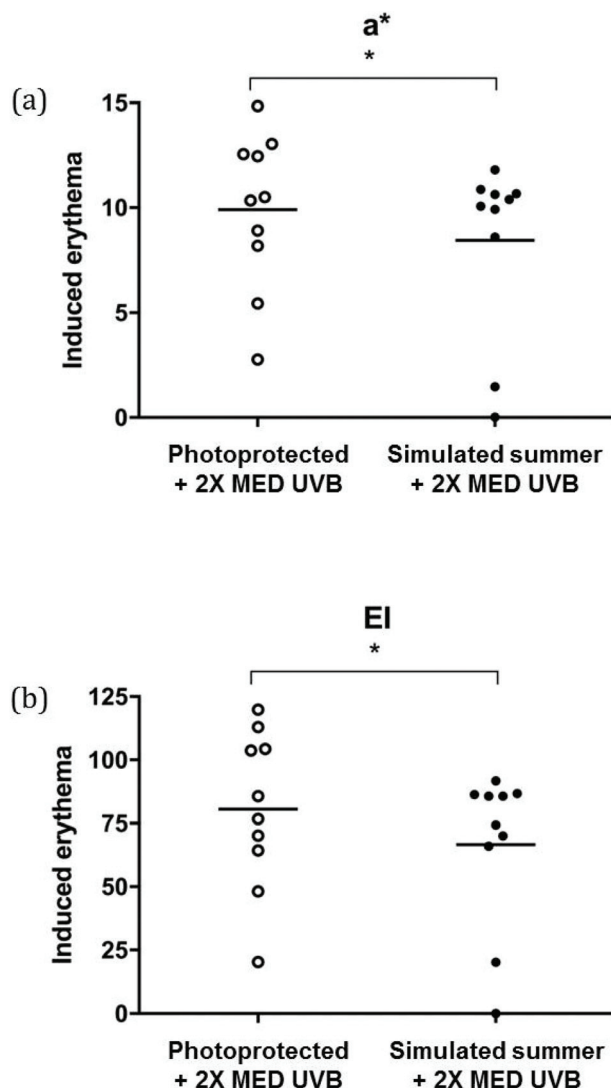 a*
*
(a)
Induced erythema
15
10
5
0
Photoprotected
+ 2X MED UVB
Simulated summer
+ 2X MED UVB
EI
*
(b)
Induced erythema
125
100
75
50
25
0
Photoprotected
+ 2X MED UVB
Simulated summer
+ 2X MED UVB